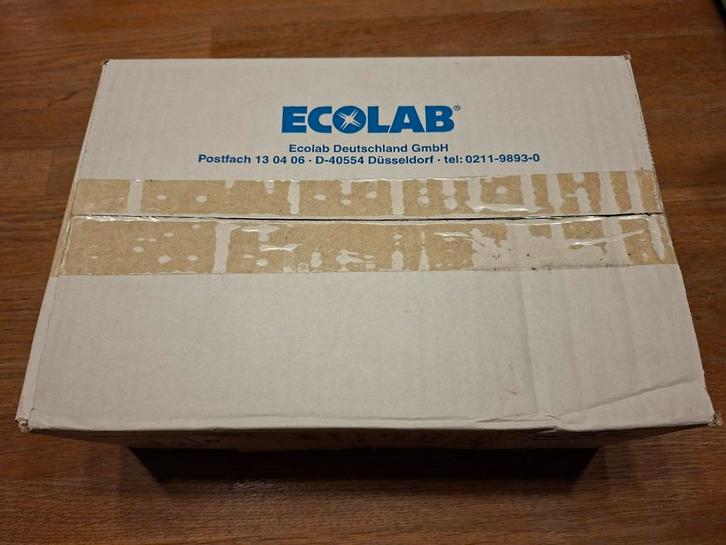 ECOLAB®
Ecolab Deutschland GmbH
Postfach 13 04 06 · D-40554 Düsseldorf · tel: 0211-9893-0